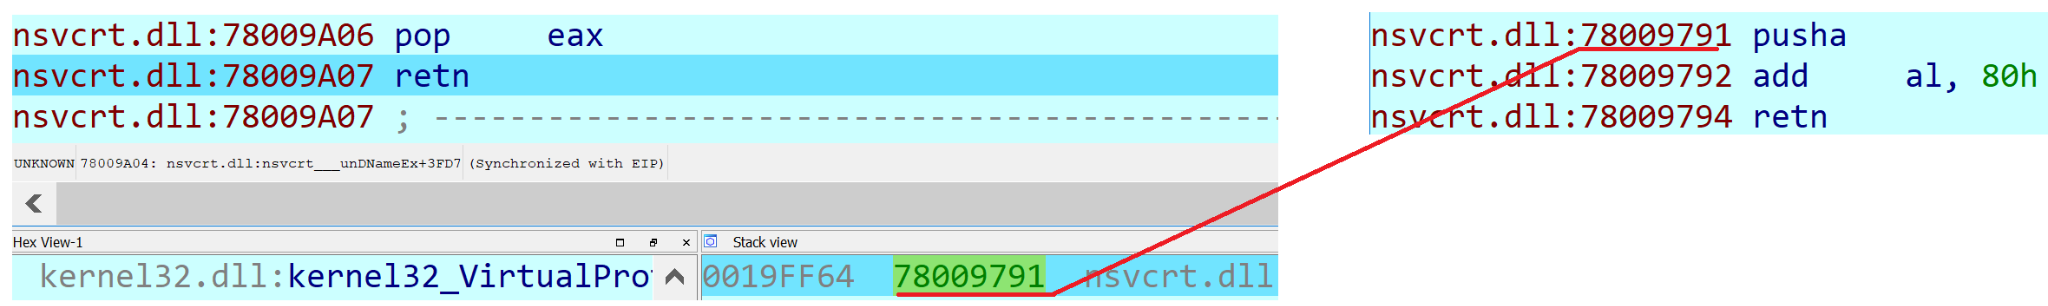 nsvcrt.dll:78009A06 pop eax
nsvcrt.dll:78009A07 retn
nsvcrt.dll:78009A07 ; --------------------------------------------
UNKNOWN 78009A04: nsvcrt.dll:nsvcrt___unDNameEx+3FD7 (Synchronized with EIP)
Hex View-1
kernel32.dll:kernel32_VirtualPro
Stack view
0019FF64 78009791 nsvcrt.dll
nsvcrt.dll:78009791 pusha
nsvcrt.dll:78009792 add al, 80h
nsvcrt.dll:78009794 retn